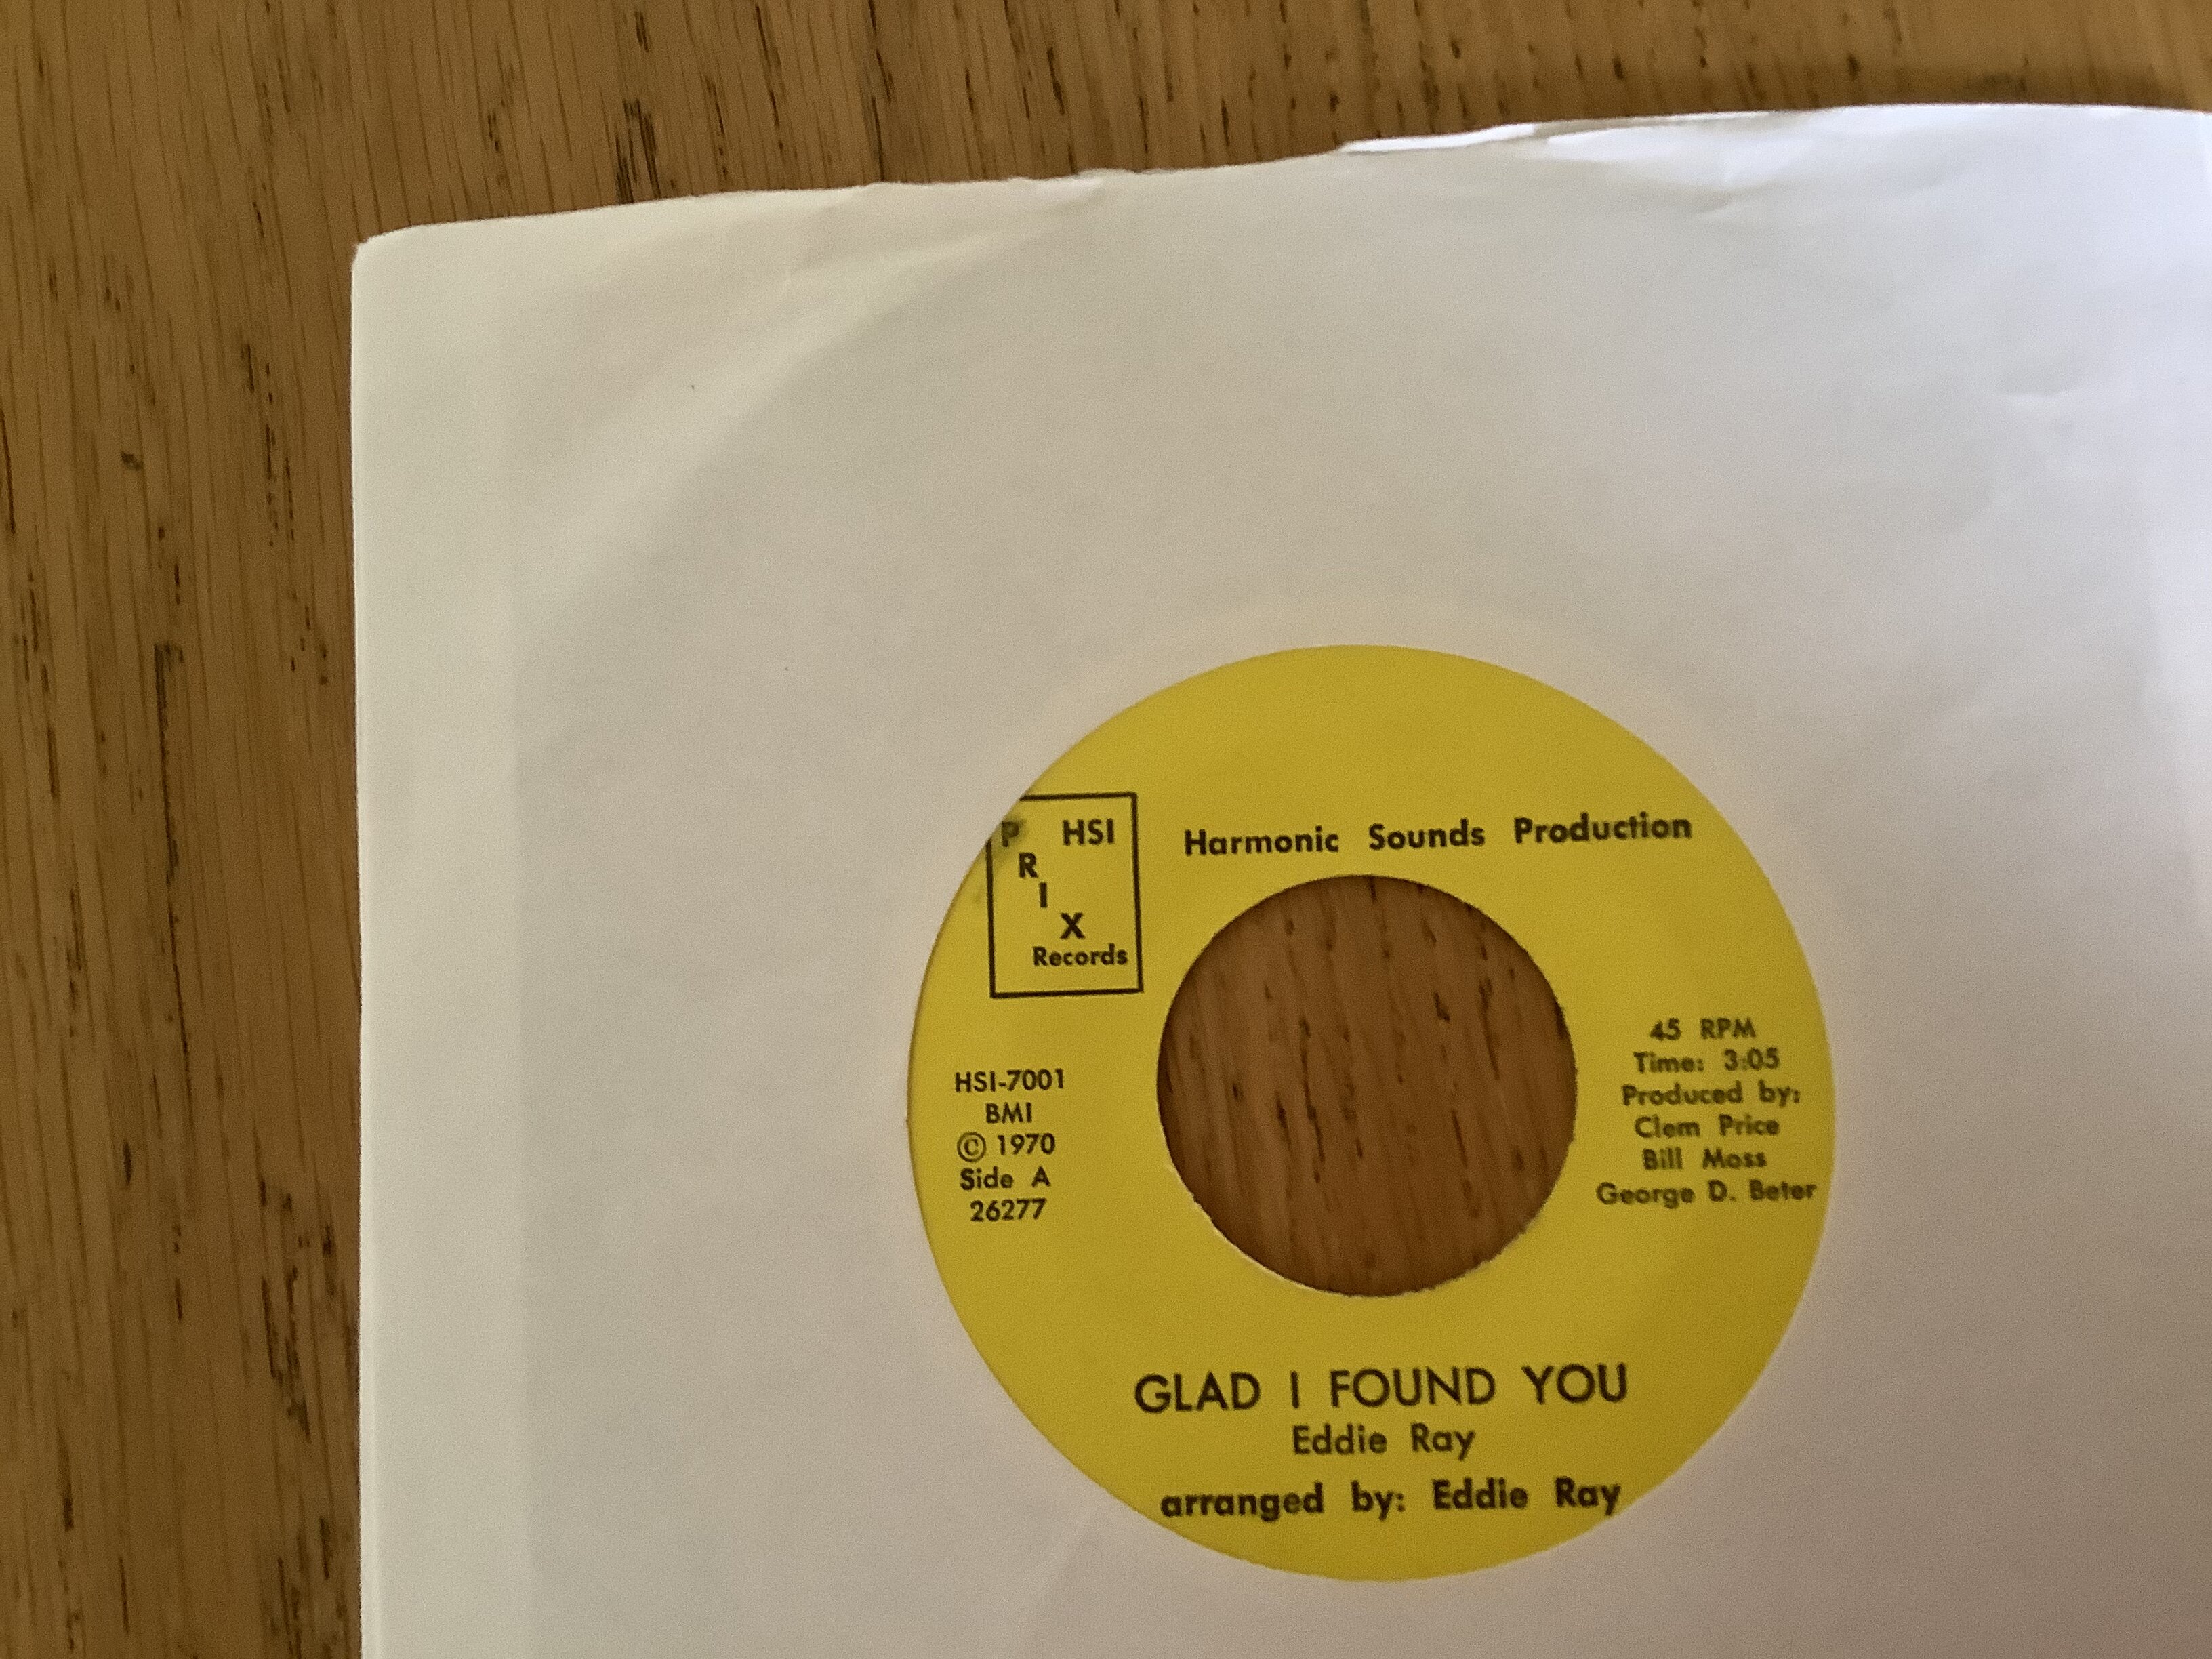 P HSI
R
I
X
Records
Harmonic Sounds Production
HSI-7001
BMI
© 1970
Side A
26277
45 RPM
Time: 3:05
Produced by:
Clem Price
Bill Moss
George D. Beter
GLAD I FOUND YOU
Eddie Ray
arranged by: Eddie Ray